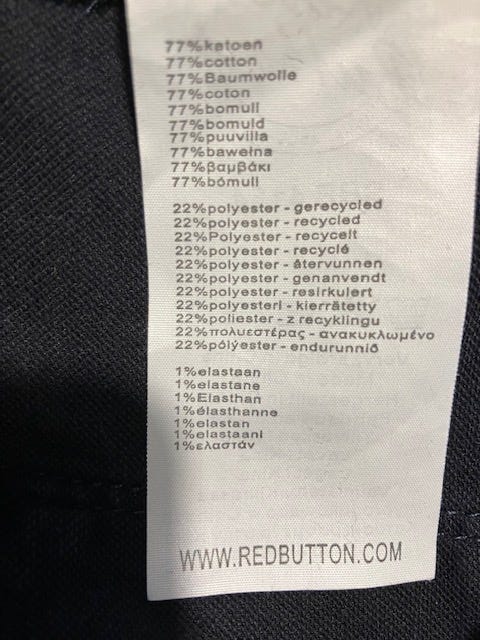 77%katoen
77%cotton
77%Baumwolle
77%coton
77%bomull
77%bomuld
77%puuvilla
77%bawełna
77%βαμβάκι
77%bómull
22%polyester - gerecycled
22%polyester - recycled
22%Polyester - recycelt
22%polyester - recyclé
22%polyester - återvunnen
22%polyester - genanvendt
22%polyester - resirkulert
22%polyesteri - kierrätetty
22%poliester - z recyklingu
22%πολυεστέρας - ανακυκλωμένο
22%pólýester - endurunnið
1%elastaan
1%elastane
1%Elasthan
1%élasthanne
1%elastan
1%elastaani
1%ελαστάν
WWW.REDBUTTON.COM